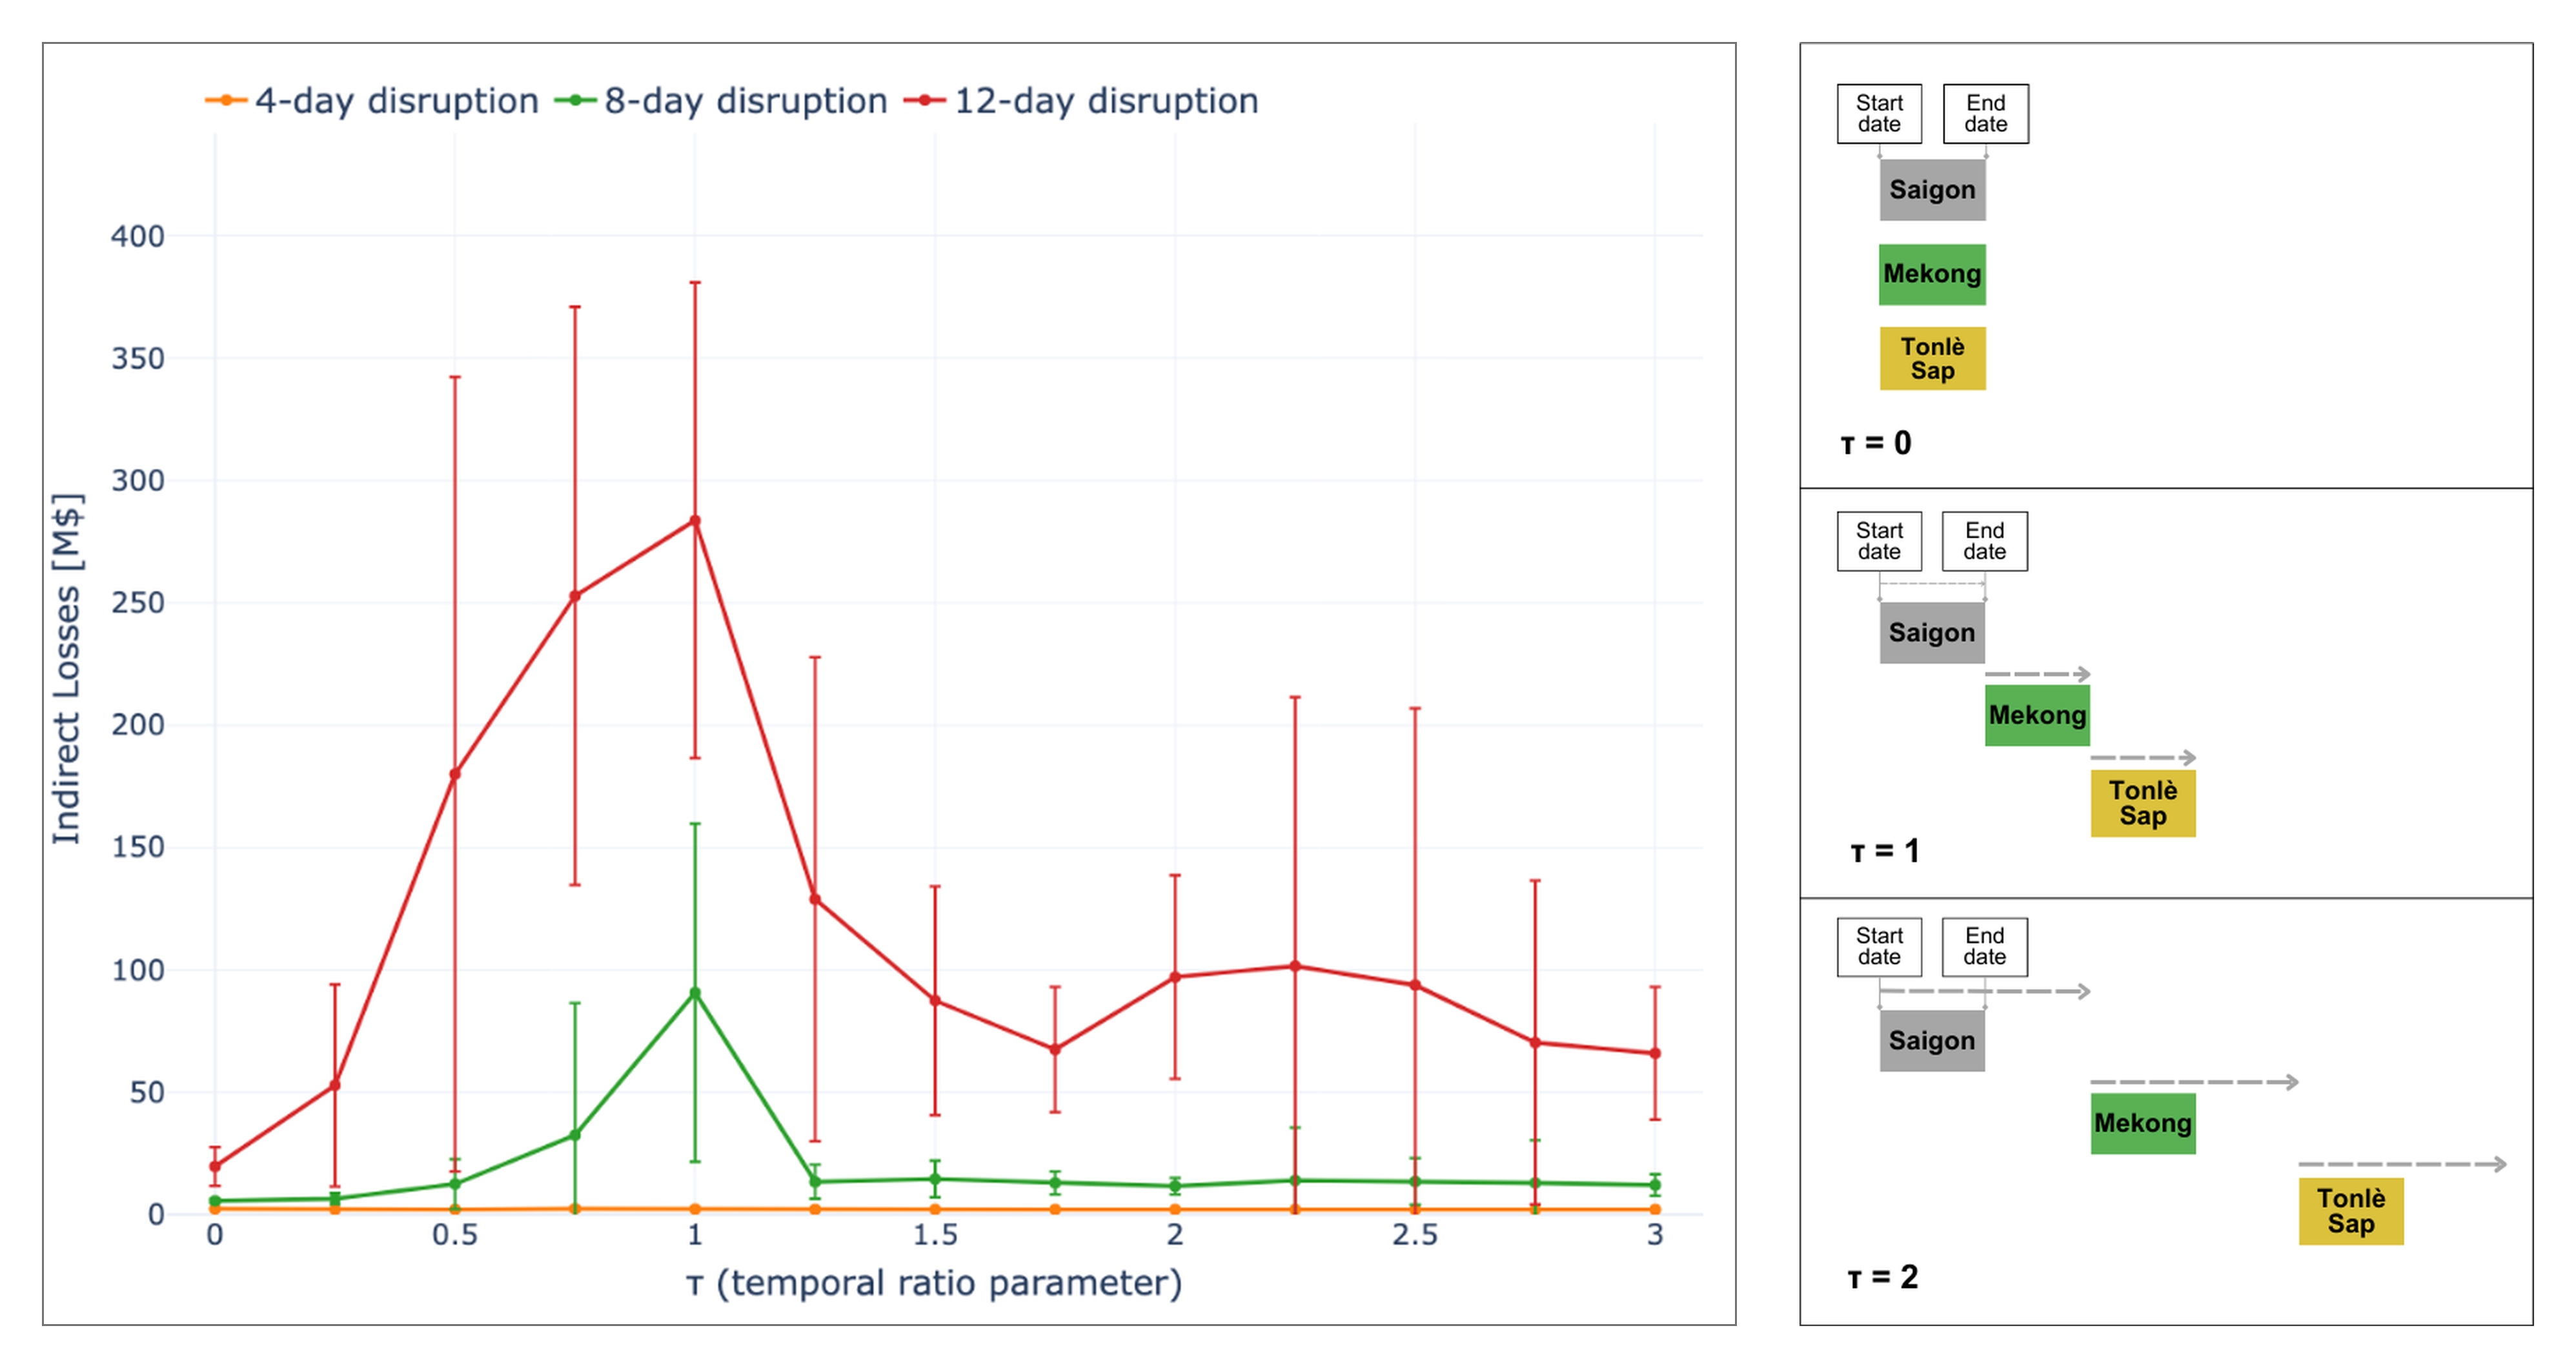 4-day disruption 8-day disruption 12-day disruption
Indirect Losses [M$]
400
350
300
250
200
150
100
50
0
0 0.5 1 1.5 2 2.5 3
τ (temporal ratio parameter)
Start
date
End
date
Saigon
Mekong
Tonlè
Sap
τ = 0
Start
date
End
date
Saigon
Mekong
Tonlè
Sap
τ = 1
Start
date
End
date
Saigon
Mekong
Tonlè
Sap
τ = 2